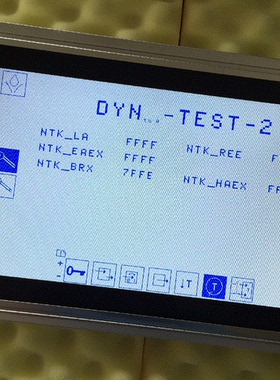 DYN -TEST-2
NTK_LA FFFF NTK_REE
NTK_EAEX FFFF
NTK_BRX 7FFE NTK_HAEX
↓T T